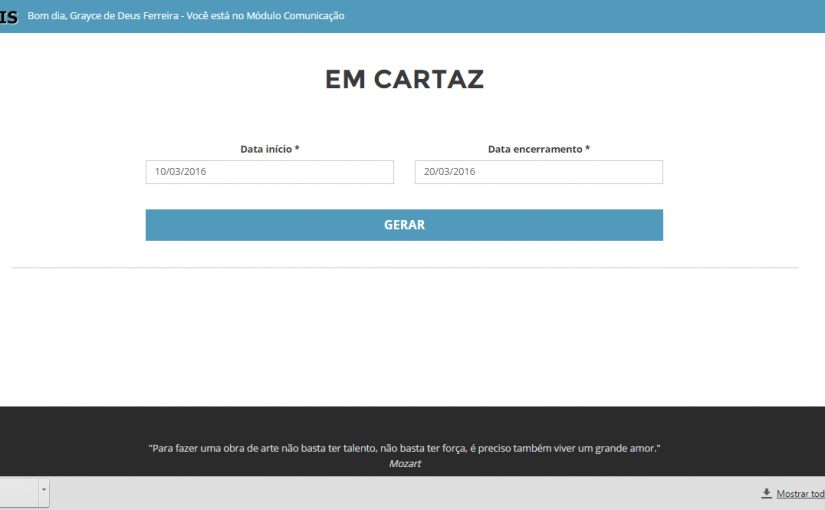 IS Bom dia, Grayce de Deus Ferreira - Você está no Módulo Comunicação
EM CARTAZ
Data início * Data encerramento *
10/03/2016 20/03/2016
GERAR
"Para fazer uma obra de arte não basta ter talento, não basta ter força, é preciso também viver um grande amor."
Mozart
Mostrar tod